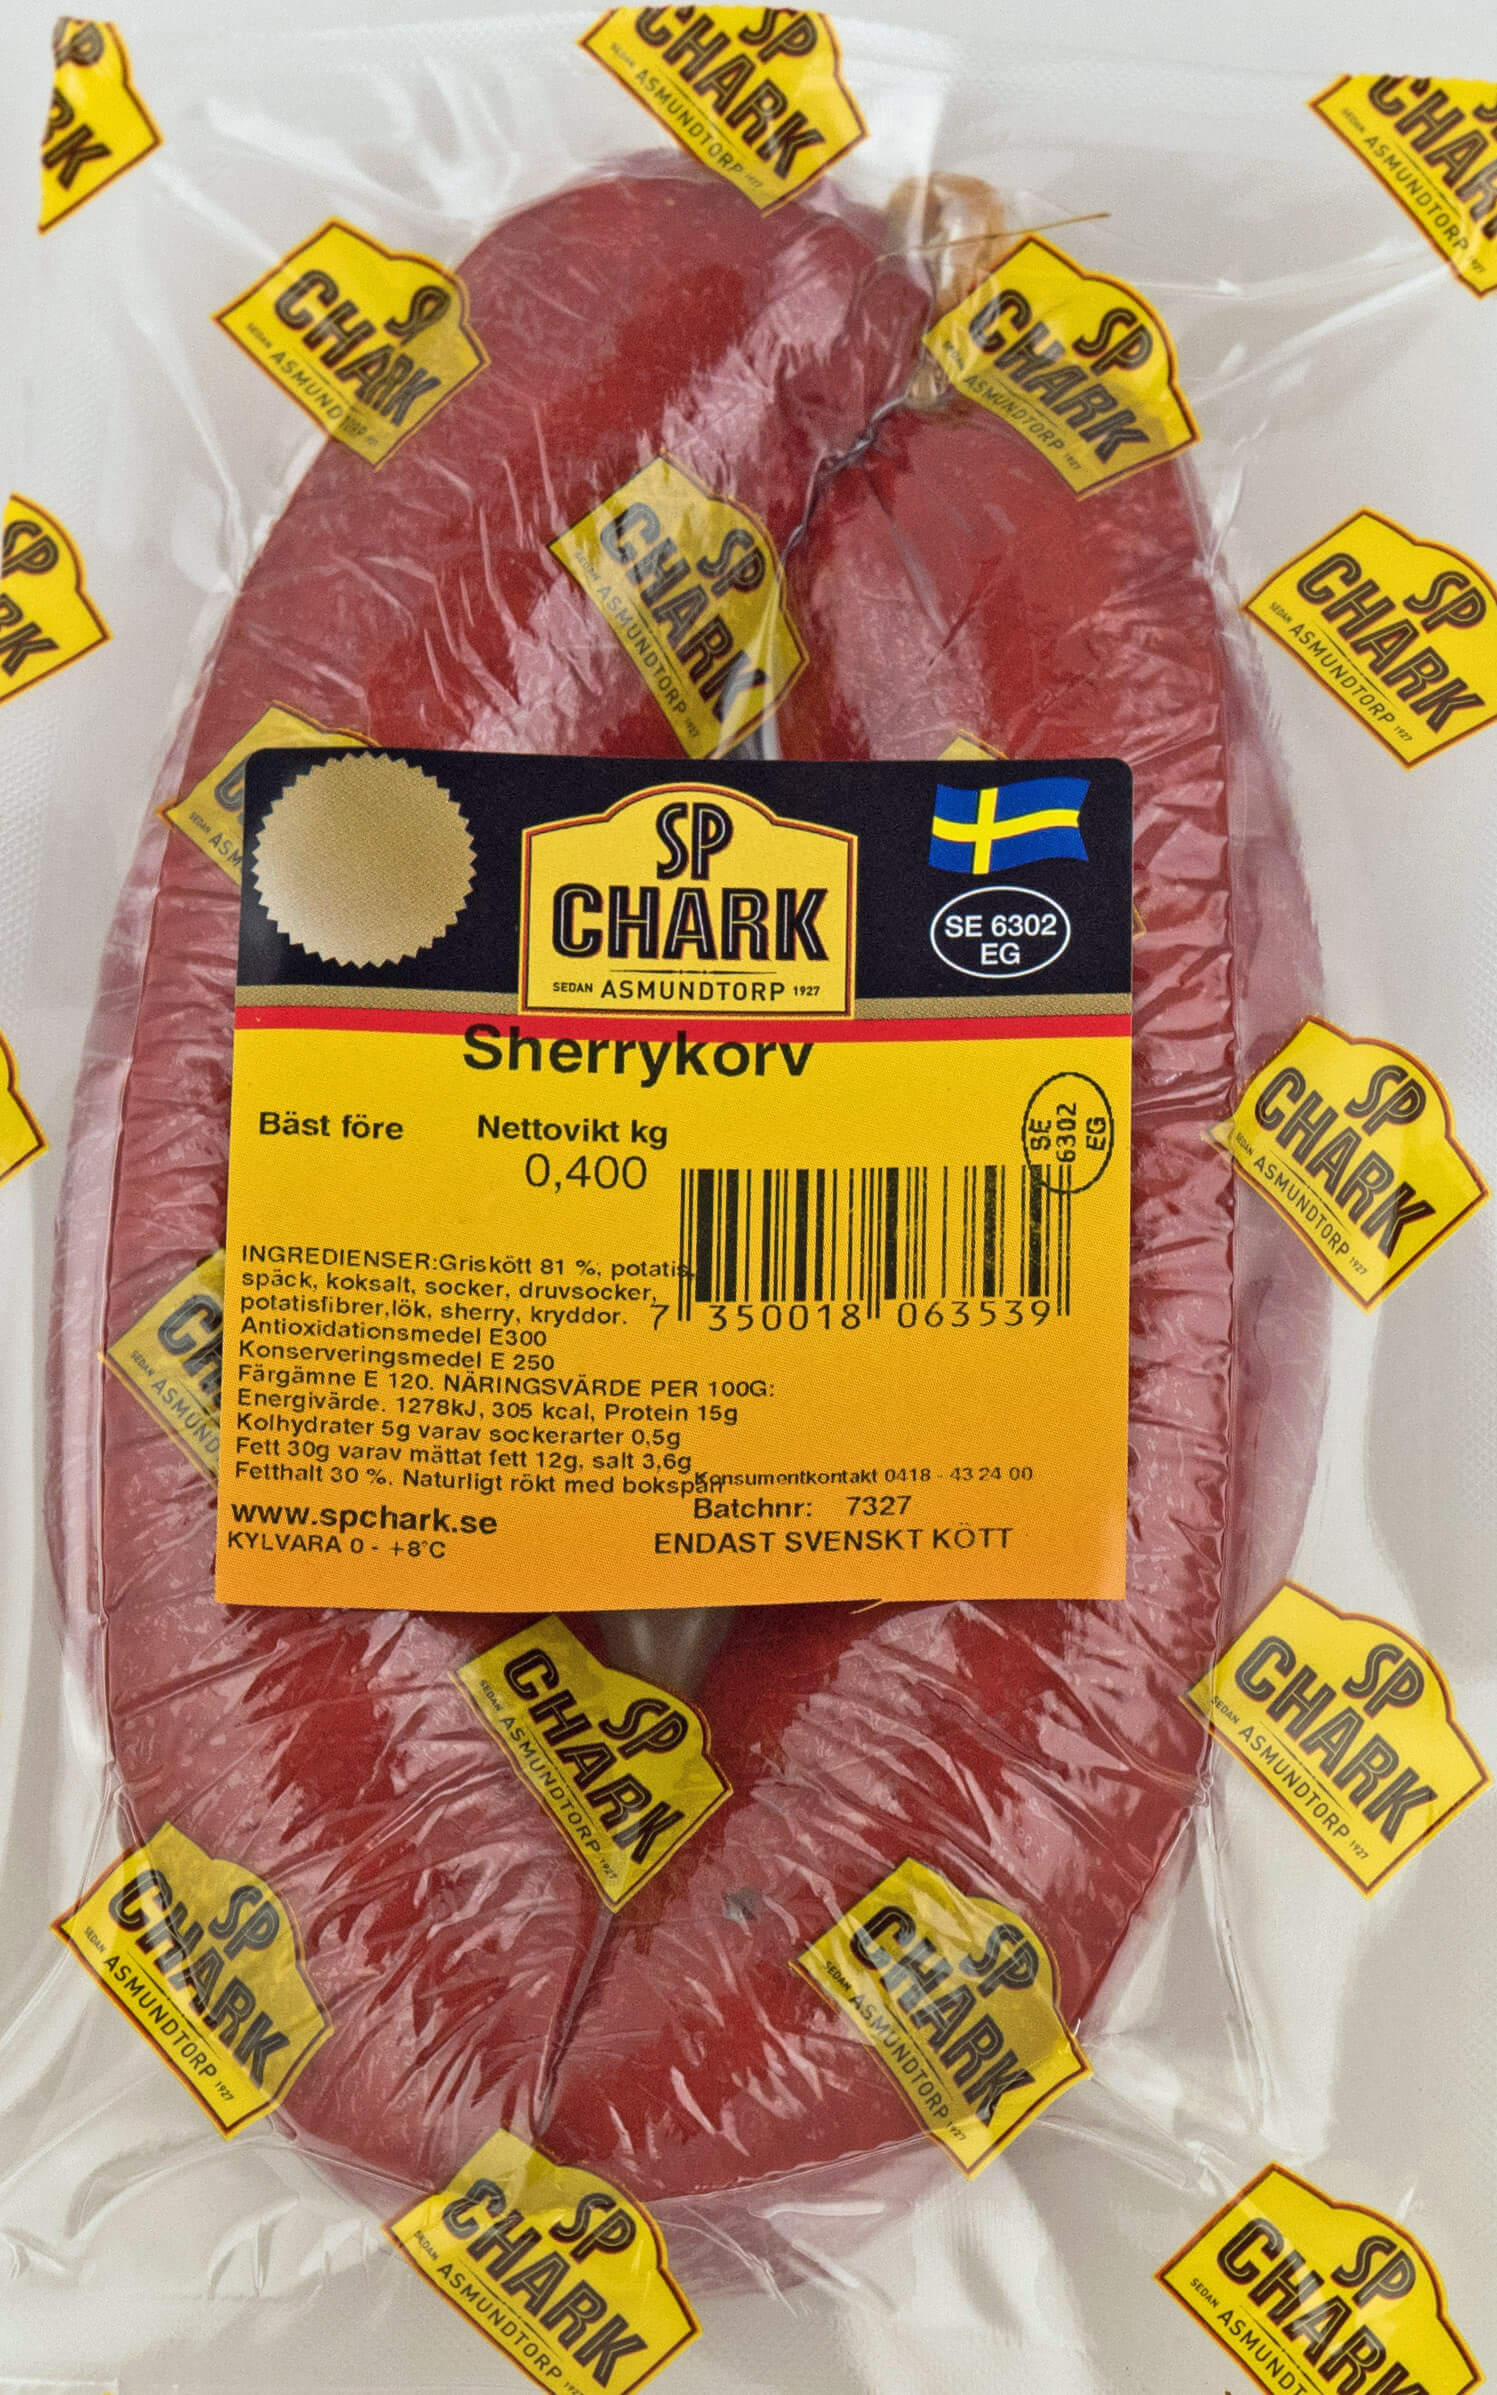 SP
CHARK
SEDAN ASMUNDTORP 1927
SE 6302
EG
Sherrykorv
Bäst före
Nettovikt kg
0,400
SE
6302
EG
INGREDIENSER:Griskött 81 %, potatis,
späck, koksalt, socker, druvsocker,
potatisfibrer,lök, sherry, kryddor.
7 350018 063539
Antioxidationsmedel E300
Konserveringsmedel E 250
Färgämne E 120. NÄRINGSVÄRDE PER 100G:
Energivärde. 1278kJ, 305 kcal, Protein 15g
Kolhydrater 5g varav sockerarter 0,5g
Fett 30g varav mättat fett 12g, salt 3,6g
Fetthalt 30 %. Naturligt rökt med bokspån
Konsumentkontakt 0418 - 43 24 00
www.spchark.se
Batchnr: 7327
KYLVARA 0 - +8°C
ENDAST SVENSKT KÖTT